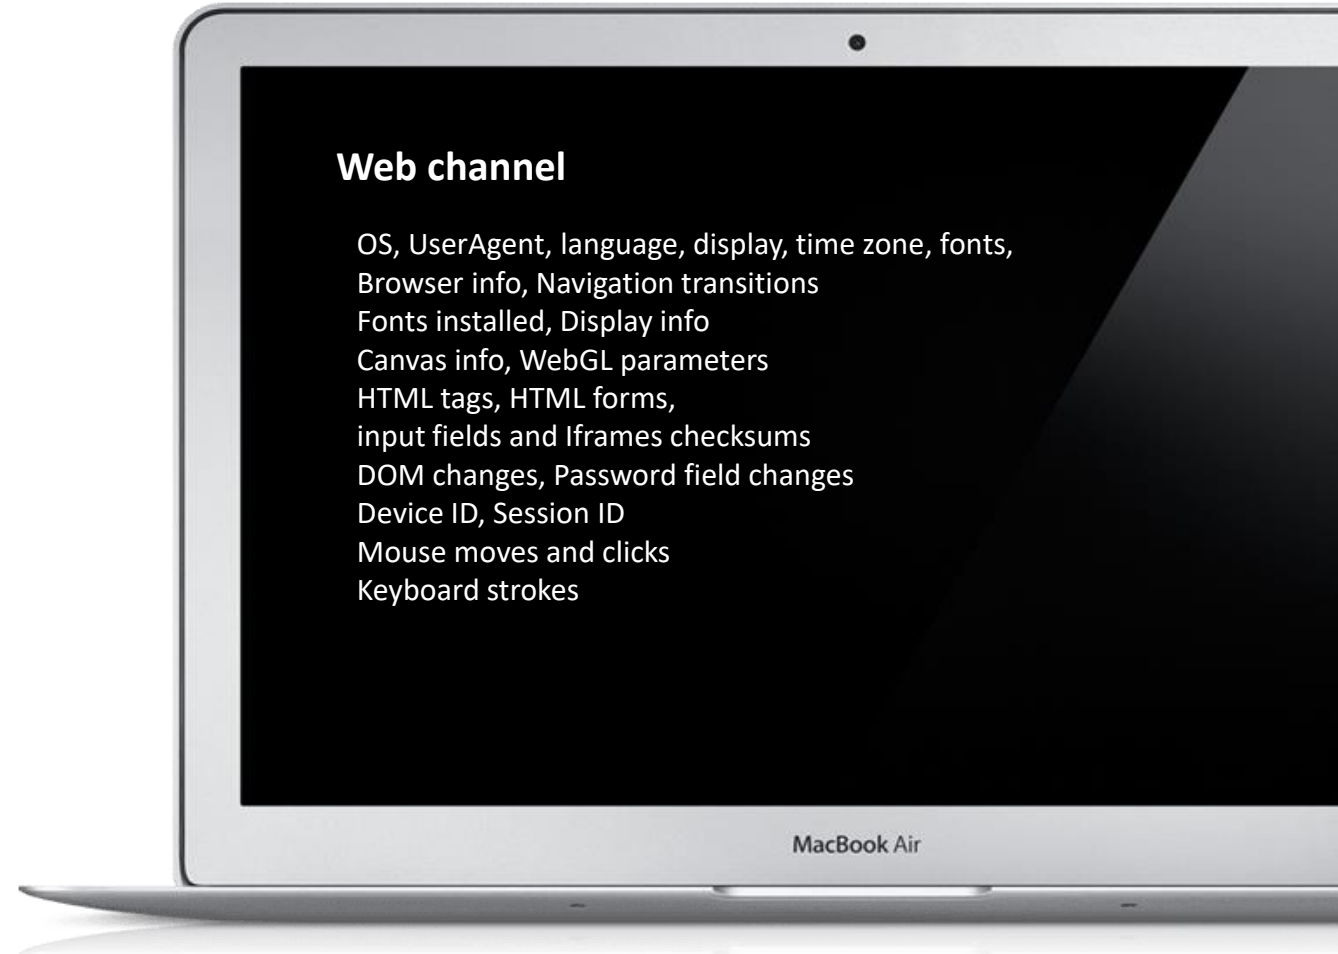 Web channel
OS, UserAgent, language, display, time zone, fonts,
Browser info, Navigation transitions
Fonts installed, Display info
Canvas info, WebGL parameters
HTML tags, HTML forms,
input fields and Iframes checksums
DOM changes, Password field changes
Device ID, Session ID
Mouse moves and clicks
Keyboard strokes
MacBook Air